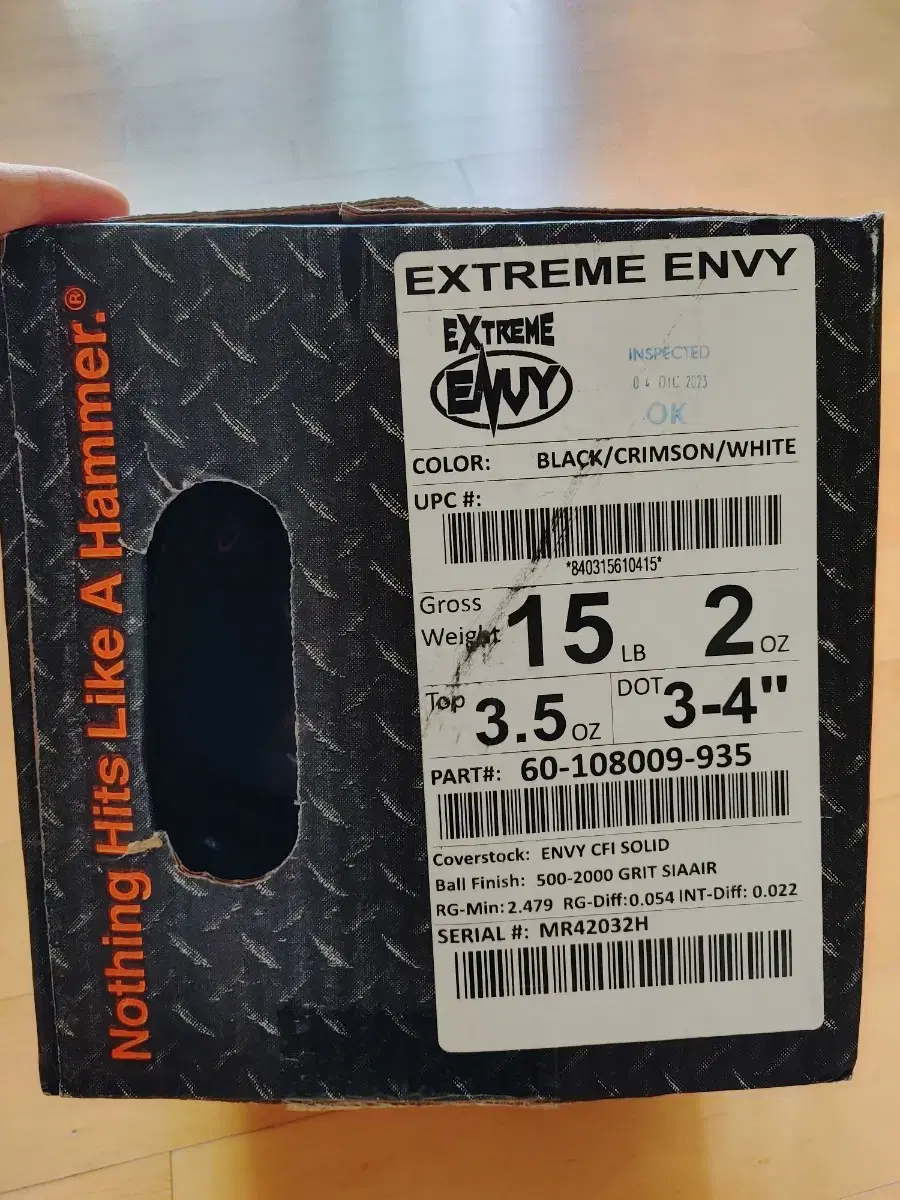 Nothing Hits Like A Hammer.®
EXTREME ENVY
EXTREME
ENVY
INSPECTED
04 DIC 2023
OK
COLOR: BLACK/CRIMSON/WHITE
UPC #:
*840315610415*
Gross Weight 15 LB 2 OZ
Top 3.5 OZ DOT 3-4"
PART#: 60-108009-935
Coverstock: ENVY CFI SOLID
Ball Finish: 500-2000 GRIT SIAAIR
RG-Min: 2.479 RG-Diff:0.054 INT-Diff: 0.022
SERIAL #: MR42032H